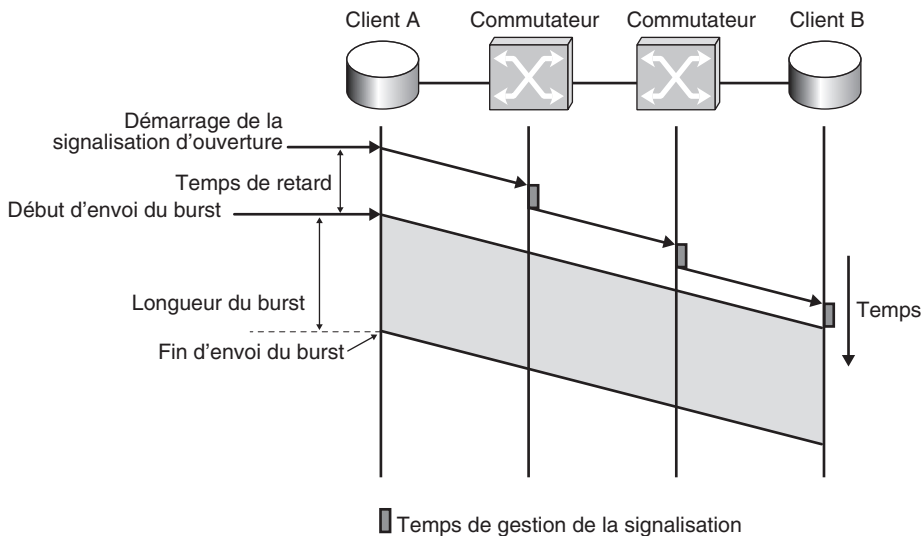 Client A
Commutateur
Commutateur
Client B
Démarrage de la
signalisation d'ouverture
Temps de retard
Début d'envoi du burst
Longueur du burst
Temps
Fin d'envoi du burst
Temps de gestion de la signalisation